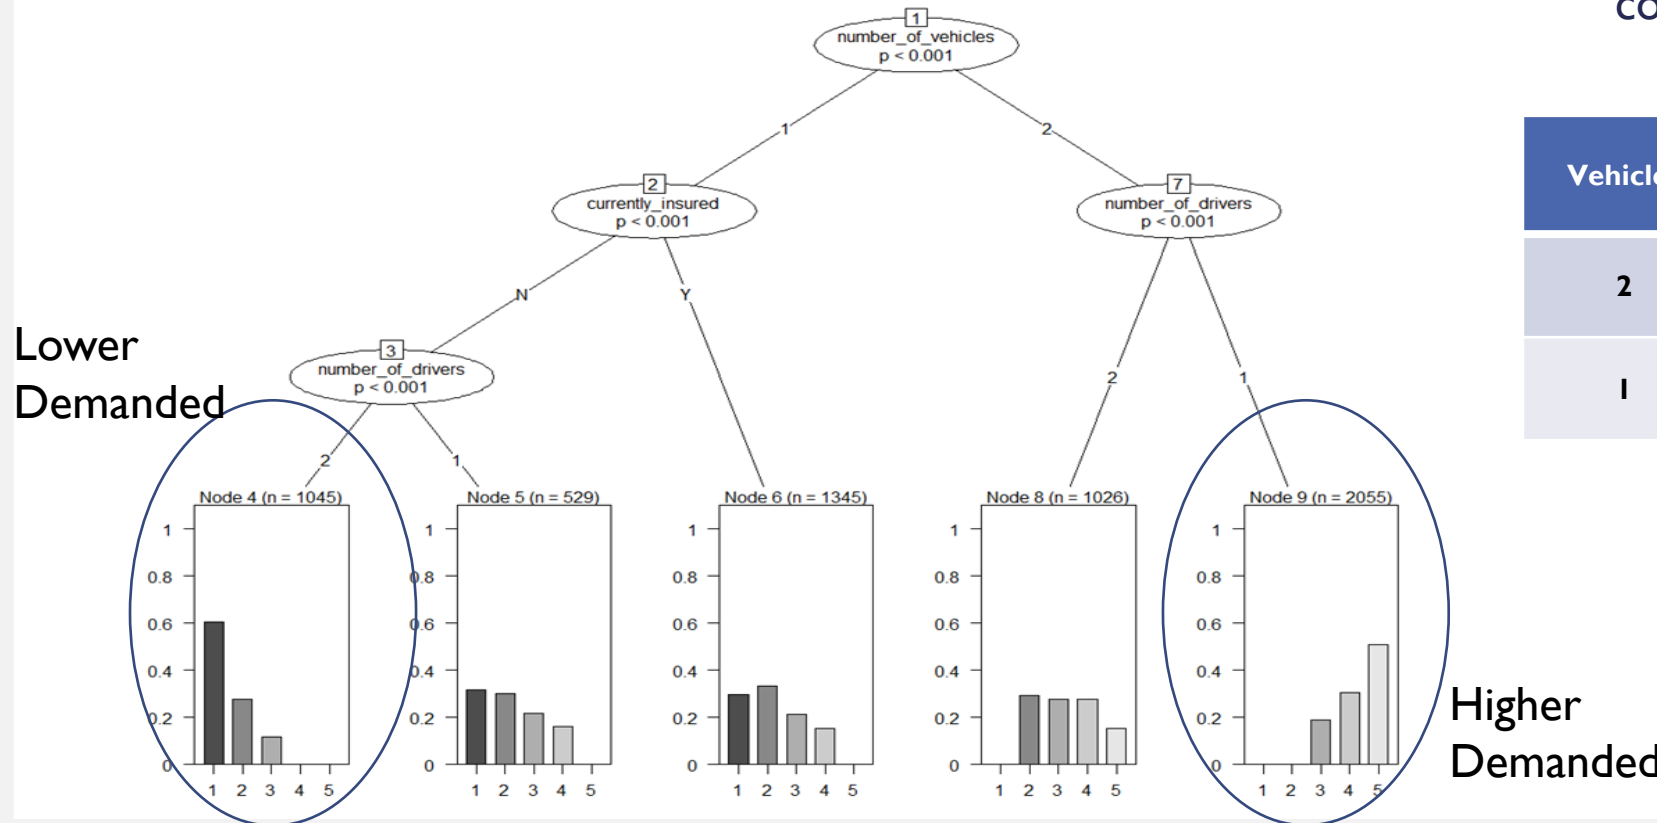 co
1
number_of_vehicles
p < 0.001
1
2
Vehicle
2
currently_insured
p < 0.001
7
number_of_drivers
p < 0.001
2
1
N
Y
Lower
Demanded
3
number_of_drivers
p < 0.001
2
1
2
1
Node 4 (n = 1045)
1
0.8
0.6
0.4
0.2
0
1 2 3 4 5
Node 5 (n = 529)
1
0.8
0.6
0.4
0.2
0
1 2 3 4 5
Node 6 (n = 1345)
1
0.8
0.6
0.4
0.2
0
1 2 3 4 5
Node 8 (n = 1026)
1
0.8
0.6
0.4
0.2
0
1 2 3 4 5
Node 9 (n = 2055)
1
0.8
0.6
0.4
0.2
0
1 2 3 4 5
Higher
Demanded